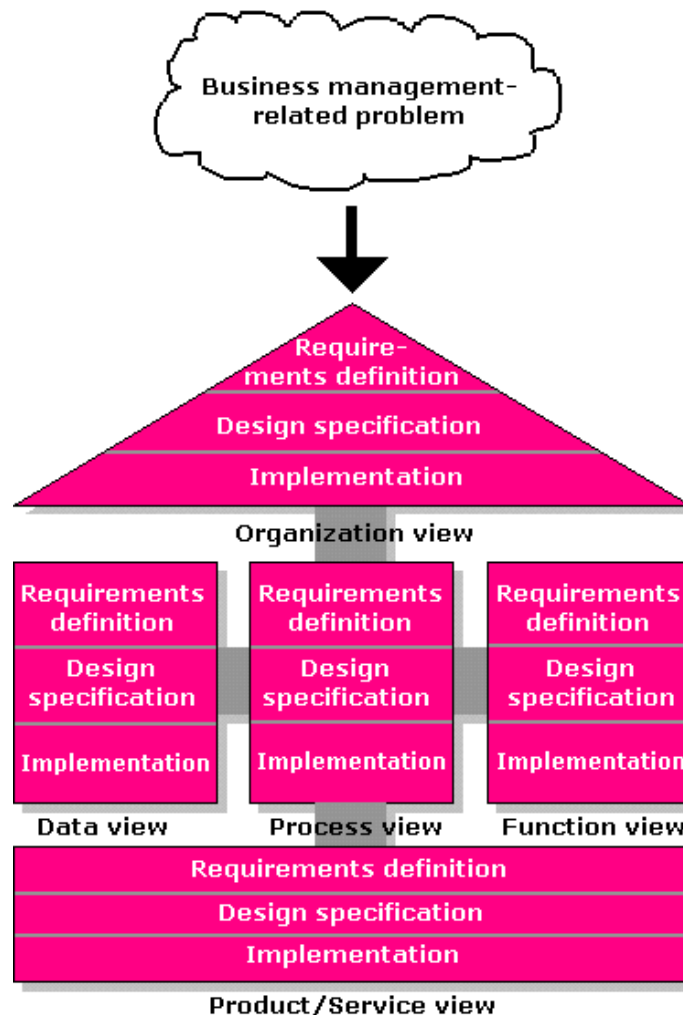 Business management-
related problem
Require-
ments definition
Design specification
Implementation
Organization view
Requirements
definition
Design
specification
Implementation
Data view
Requirements
definition
Design
specification
Implementation
Process view
Requirements
definition
Design
specification
Implementation
Function view
Requirements definition
Design specification
Implementation
Product/Service view